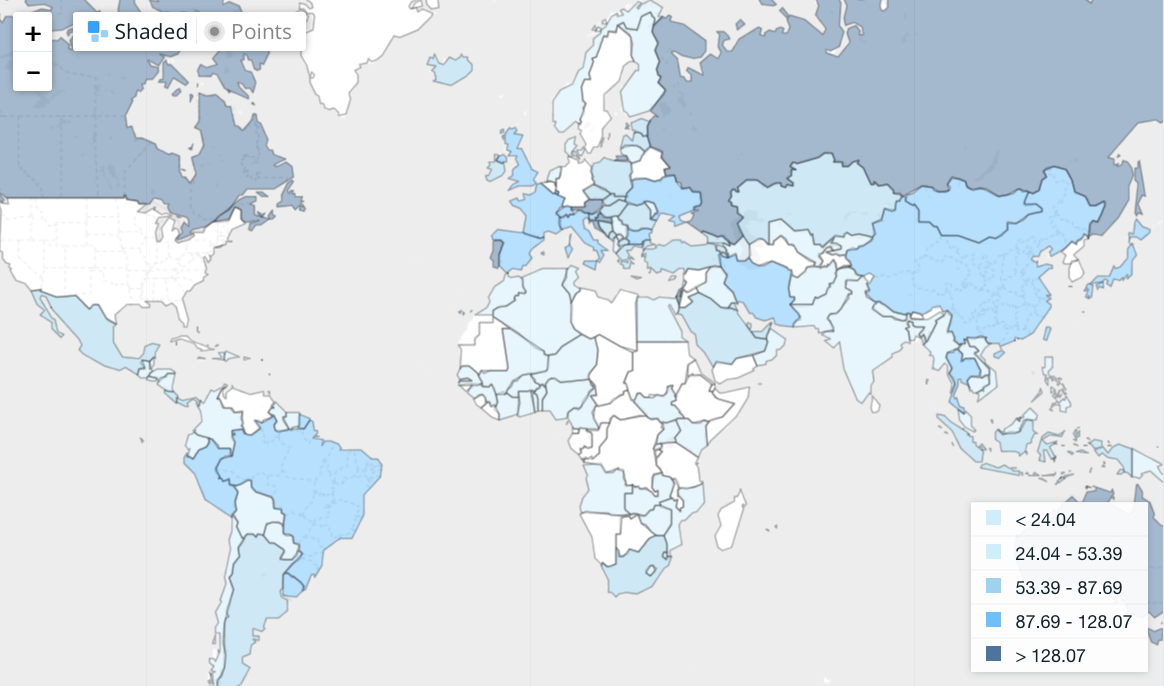 +
Shaded
Points
−
< 24.04
24.04 - 53.39
53.39 - 87.69
87.69 - 128.07
> 128.07